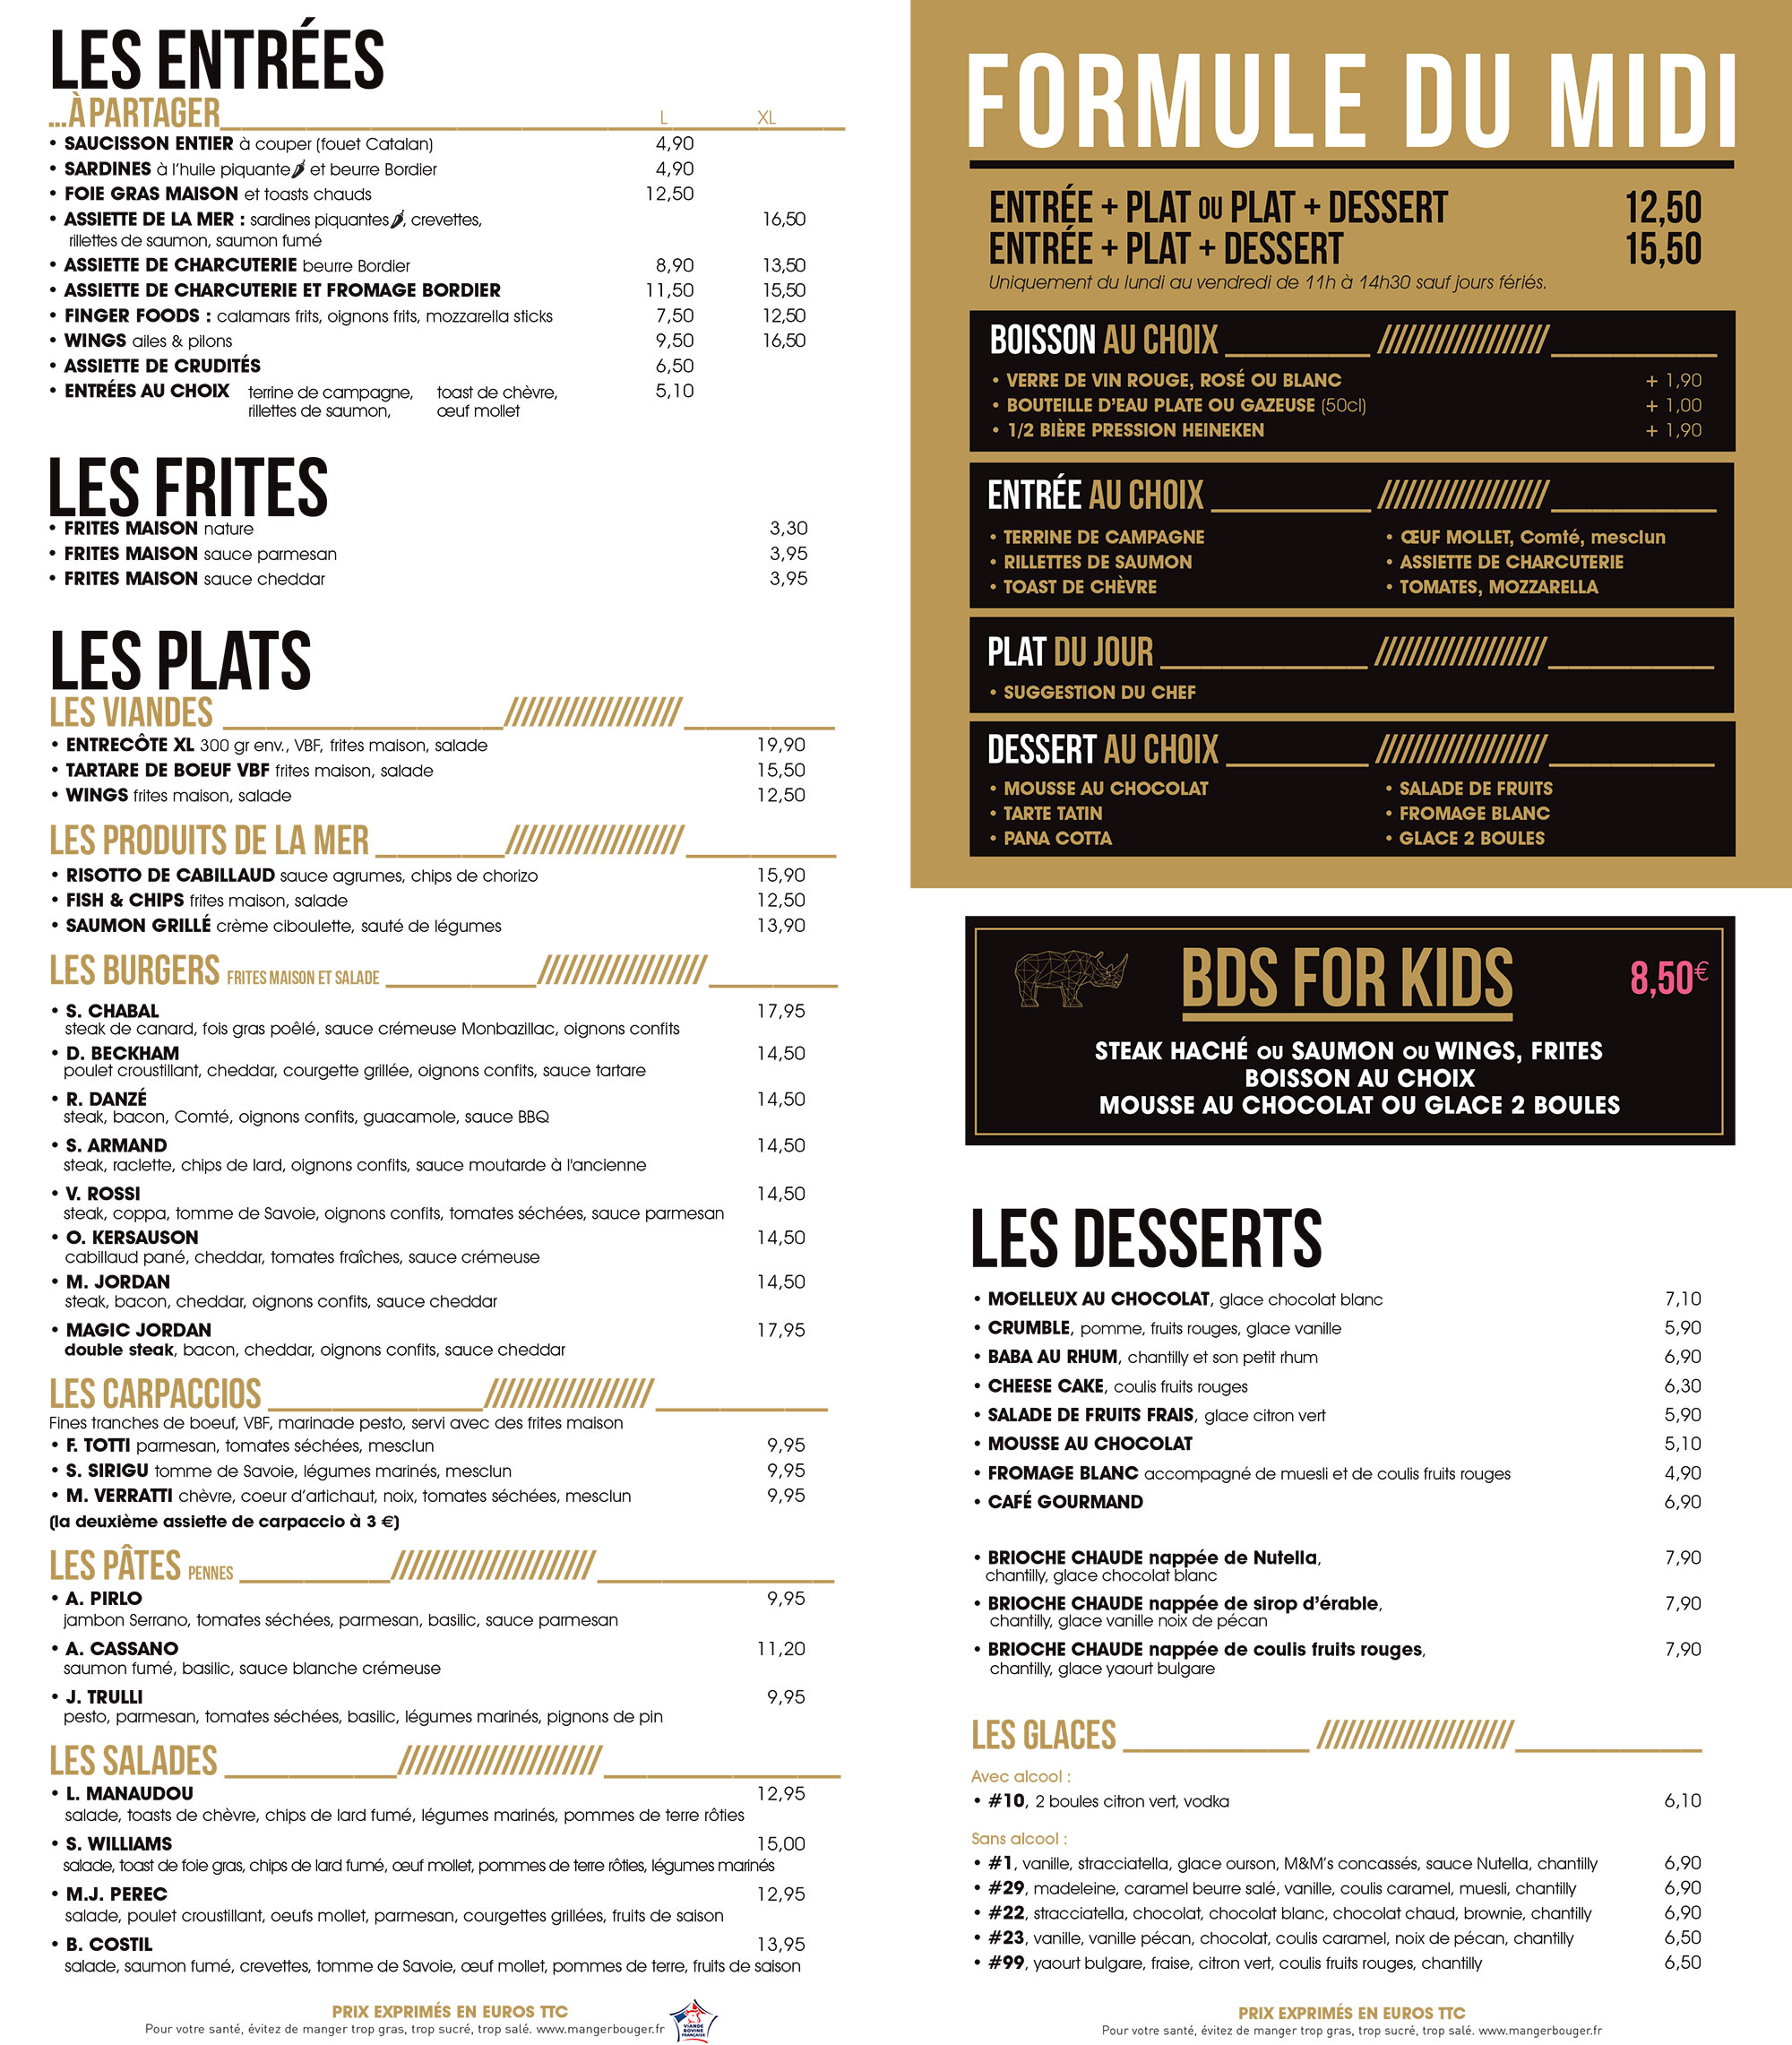 LES ENTRÉES
...À PARTAGER L XL
• SAUCISSON ENTIER à couper (fouet Catalan) 4,90
• SARDINES à l'huile piquante et beurre Bordier 4,90
• FOIE GRAS MAISON et toasts chauds 12,50
• ASSIETTE DE LA MER : sardines piquantes, crevettes, 16,50
rillettes de saumon, saumon fumé
• ASSIETTE DE CHARCUTERIE beurre Bordier 8,90 13,50
• ASSIETTE DE CHARCUTERIE ET FROMAGE BORDIER 11,50 15,50
• FINGER FOODS : calamars frits, oignons frits, mozzarella sticks 7,50 12,50
• WINGS ailes & pilons 9,50 16,50
• ASSIETTE DE CRUDITÉS 6,50
• ENTRÉES AU CHOIX terrine de campagne, toast de chèvre, 5,10
rillettes de saumon, œuf mollet
LES FRITES
• FRITES MAISON nature 3,30
• FRITES MAISON sauce parmesan 3,95
• FRITES MAISON sauce cheddar 3,95
LES PLATS
LES VIANDES
• ENTRECÔTE XL 300 gr env., VBF, frites maison, salade 19,90
• TARTARE DE BOEUF VBF frites maison, salade 15,50
• WINGS frites maison, salade 12,50
LES PRODUITS DE LA MER
• RISOTTO DE CABILLAUD sauce agrumes, chips de chorizo 15,90
• FISH & CHIPS frites maison, salade 12,50
• SAUMON GRILLÉ crème ciboulette, sauté de légumes 13,90
LES BURGERS FRITES MAISON ET SALADE
• S. CHABAL 17,95
steak de canard, fois gras poêlé, sauce crémeuse Monbazillac, oignons confits
• D. BECKHAM 14,50
poulet croustillant, cheddar, courgette grillée, oignons confits, sauce tartare
• R. DANZÉ 14,50
steak, bacon, Comté, oignons confits, guacamole, sauce BBQ
• S. ARMAND 14,50
steak, raclette, chips de lard, oignons confits, sauce moutarde à l'ancienne
• V. ROSSI 14,50
steak, coppa, tomme de Savoie, oignons confits, tomates séchées, sauce parmesan
• O. KERSAUSON 14,50
cabillaud pané, cheddar, tomates fraîches, sauce crémeuse
• M. JORDAN 14,50
steak, bacon, cheddar, oignons confits, sauce cheddar
• MAGIC JORDAN 17,95
double steak, bacon, cheddar, oignons confits, sauce cheddar
LES CARPACCIOS
Fines tranches de boeuf, VBF, marinade pesto, servi avec des frites maison
• F. TOTTI parmesan, tomates séchées, mesclun 9,95
• S. SIRIGU tomme de Savoie, légumes marinés, mesclun 9,95
• M. VERRATTI chèvre, coeur d'artichaut, noix, tomates séchées, mesclun 9,95
(la deuxième assiette de carpaccio à 3 €)
LES PÂTES PENNES
• A. PIRLO 9,95
jambon Serrano, tomates séchées, parmesan, basilic, sauce parmesan
• A. CASSANO 11,20
saumon fumé, basilic, sauce blanche crémeuse
• J. TRULLI 9,95
pesto, parmesan, tomates séchées, basilic, légumes marinés, pignons de pin
LES SALADES
• L. MANAUDOU 12,95
salade, toasts de chèvre, chips de lard fumé, légumes marinés, pommes de terre rôties
• S. WILLIAMS 15,00
salade, toast de foie gras, chips de lard fumé, œuf mollet, pommes de terre rôties, légumes marinés
• M.J. PEREC 12,95
salade, poulet croustillant, oeufs mollet, parmesan, courgettes grillées, fruits de saison
• B. COSTIL 13,95
salade, saumon fumé, crevettes, tomme de Savoie, œuf mollet, pommes de terre, fruits de saison
PRIX EXPRIMÉS EN EUROS TTC
Pour votre santé, évitez de manger trop gras, trop sucré, trop salé. www.mangerbouger.fr
VIANDE
BOVINE
FRANÇAISE
FORMULE DU MIDI
ENTRÉE + PLAT OU PLAT + DESSERT 12,50
ENTRÉE + PLAT + DESSERT 15,50
Uniquement du lundi au vendredi de 11h à 14h30 sauf jours fériés.
BOISSON AU CHOIX
• VERRE DE VIN ROUGE, ROSÉ OU BLANC + 1,90
• BOUTEILLE D'EAU PLATE OU GAZEUSE (50cl) + 1,00
• 1/2 BIÈRE PRESSION HEINEKEN + 1,90
ENTRÉE AU CHOIX
• TERRINE DE CAMPAGNE • ŒUF MOLLET, Comté, mesclun
• RILLETTES DE SAUMON • ASSIETTE DE CHARCUTERIE
• TOAST DE CHÈVRE • TOMATES, MOZZARELLA
PLAT DU JOUR
• SUGGESTION DU CHEF
DESSERT AU CHOIX
• MOUSSE AU CHOCOLAT • SALADE DE FRUITS
• TARTE TATIN • FROMAGE BLANC
• PANA COTTA • GLACE 2 BOULES
BDS FOR KIDS 8,50€
STEAK HACHÉ OU SAUMON OU WINGS, FRITES
BOISSON AU CHOIX
MOUSSE AU CHOCOLAT OU GLACE 2 BOULES
LES DESSERTS
• MOELLEUX AU CHOCOLAT, glace chocolat blanc 7,10
• CRUMBLE, pomme, fruits rouges, glace vanille 5,90
• BABA AU RHUM, chantilly et son petit rhum 6,90
• CHEESE CAKE, coulis fruits rouges 6,30
• SALADE DE FRUITS FRAIS, glace citron vert 5,90
• MOUSSE AU CHOCOLAT 5,10
• FROMAGE BLANC accompagné de muesli et de coulis fruits rouges 4,90
• CAFÉ GOURMAND 6,90
• BRIOCHE CHAUDE nappée de Nutella, 7,90
chantilly, glace chocolat blanc
• BRIOCHE CHAUDE nappée de sirop d'érable, 7,90
chantilly, glace vanille noix de pécan
• BRIOCHE CHAUDE nappée de coulis fruits rouges, 7,90
chantilly, glace yaourt bulgare
LES GLACES
Avec alcool :
• #10, 2 boules citron vert, vodka 6,10
Sans alcool :
• #1, vanille, stracciatella, glace ourson, M&M's concassés, sauce Nutella, chantilly 6,90
• #29, madeleine, caramel beurre salé, vanille, coulis caramel, muesli, chantilly 6,90
• #22, stracciatella, chocolat, chocolat blanc, chocolat chaud, brownie, chantilly 6,90
• #23, vanille, vanille pécan, chocolat, coulis caramel, noix de pécan, chantilly 6,50
• #99, yaourt bulgare, fraise, citron vert, coulis fruits rouges, chantilly 6,50
PRIX EXPRIMÉS EN EUROS TTC
Pour votre santé, évitez de manger trop gras, trop sucré, trop salé. www.mangerbouger.fr